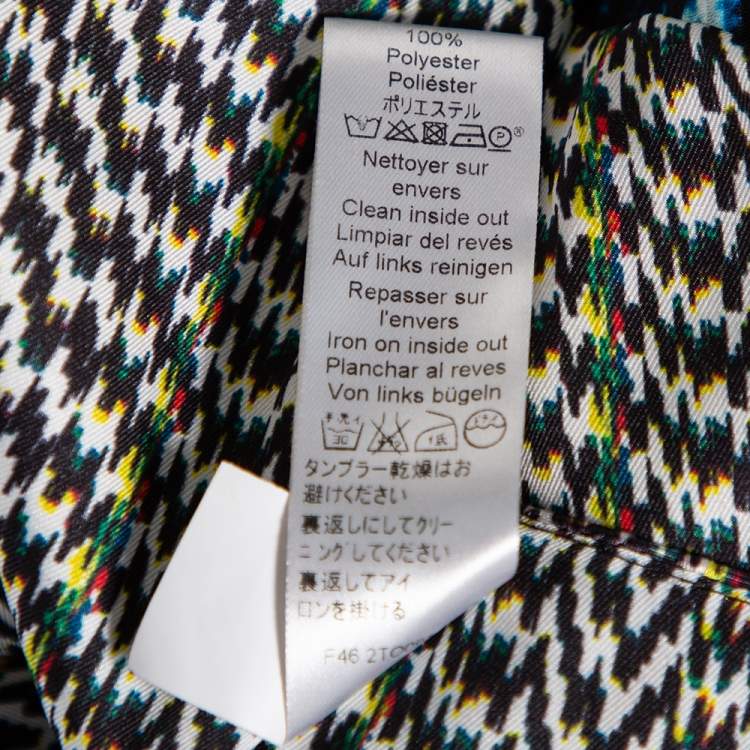 100%
Polyester
Poliéster
ポリエステル
P ®
Nettoyer sur
envers
Clean inside out
Limpiar del revés
Auf links reinigen
Repasser sur
l'envers
Iron on inside out
Planchar al reves
Von links bügeln
30
タンブラー乾燥はお
避けください
裏返しにしてクリー
ニングしてください
裏返してアイ
ロンを掛ける
F46